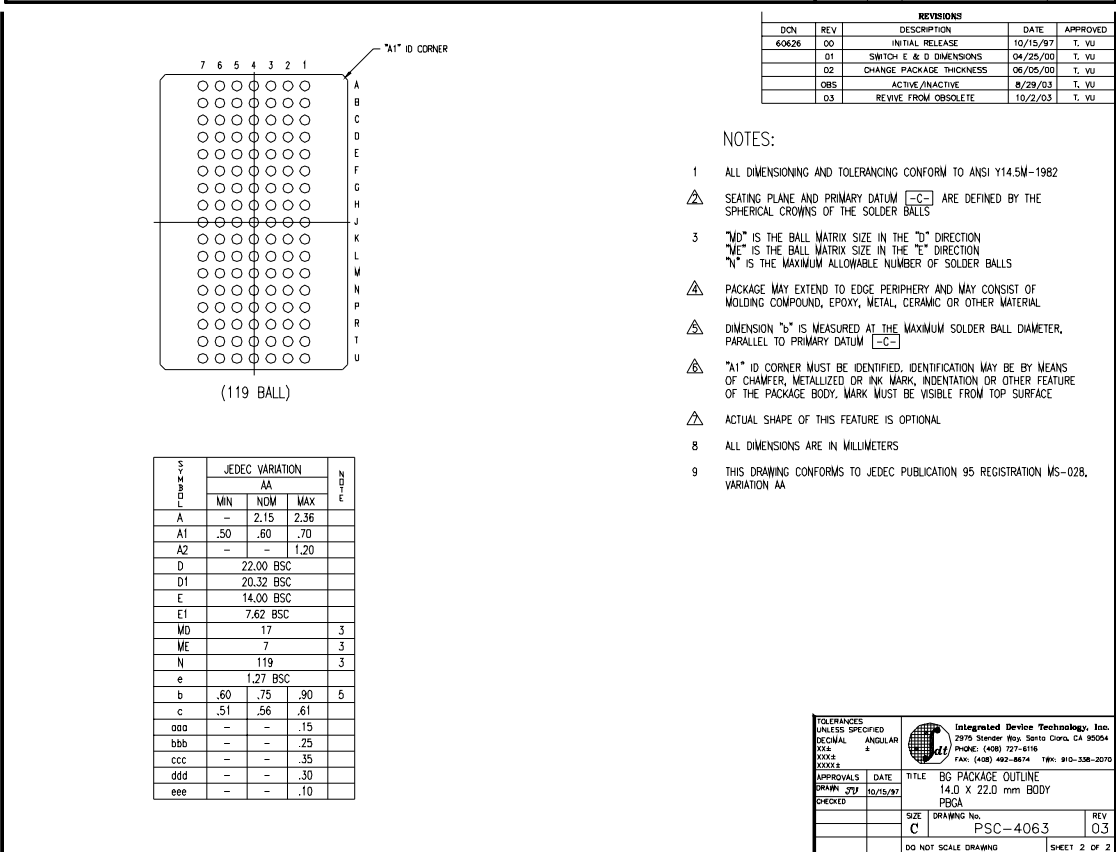 REVISIONS
DCN REV DESCRIPTION DATE APPROVED
60626 00 INITIAL RELEASE 10/15/97 T. VU
01 SWITCH E & D DIMENSIONS 04/25/00 T. VU
02 CHANGE PACKAGE THICKNESS 06/05/00 T. VU
OBS ACTIVE/INACTIVE 8/29/03 T. VU
03 REVIVE FROM OBSOLETE 10/2/03 T. VU
"A1" ID CORNER
7 6 5 4 3 2 1
A
B
C
D
E
F
G
H
J
K
L
M
N
P
R
T
U
(119 BALL)
NOTES:
1 ALL DIMENSIONING AND TOLERANCING CONFORM TO ANSI Y14.5M-1982
2 SEATING PLANE AND PRIMARY DATUM -C- ARE DEFINED BY THE
SPHERICAL CROWNS OF THE SOLDER BALLS
3 "MD" IS THE BALL MATRIX SIZE IN THE "D" DIRECTION
"ME" IS THE BALL MATRIX SIZE IN THE "E" DIRECTION
"N" IS THE MAXIMUM ALLOWABLE NUMBER OF SOLDER BALLS
4 PACKAGE MAY EXTEND TO EDGE PERIPHERY AND MAY CONSIST OF
MOLDING COMPOUND, EPOXY, METAL, CERAMIC OR OTHER MATERIAL
5 DIMENSION "b" IS MEASURED AT THE MAXIMUM SOLDER BALL DIAMETER,
PARALLEL TO PRIMARY DATUM -C-
6 "A1" ID CORNER MUST BE IDENTIFIED. IDENTIFICATION MAY BE BY MEANS
OF CHAMFER, METALLIZED OR INK MARK, INDENTATION OR OTHER FEATURE
OF THE PACKAGE BODY. MARK MUST BE VISIBLE FROM TOP SURFACE
7 ACTUAL SHAPE OF THIS FEATURE IS OPTIONAL
8 ALL DIMENSIONS ARE IN MILLIMETERS
9 THIS DRAWING CONFORMS TO JEDEC PUBLICATION 95 REGISTRATION MS-028,
VARIATION AA
SYMBOL JEDEC VARIATION NOTE
AA
MIN NOM MAX
A - 2.15 2.36
A1 .50 .60 .70
A2 - - 1.20
D 22.00 BSC
D1 20.32 BSC
E 14.00 BSC
E1 7.62 BSC
MD 17 3
ME 7 3
N 119 3
e 1.27 BSC
b .60 .75 .90 5
c .51 .56 .61
aaa - - .15
bbb - - .25
ccc - - .35
ddd - - .30
eee - - .10
TOLERANCES
UNLESS SPECIFIED
DECIMAL ANGULAR
XX± ±
XXX±
XXXX±
idt
Integrated Device Technology, Inc.
2975 Stender Way, Santa Clara, CA 95054
PHONE: (408) 727-6116
FAX: (408) 492-8674 TWX: 910-338-2070
APPROVALS DATE
DRAWN JV 10/15/97
CHECKED
TITLE BG PACKAGE OUTLINE
14.0 X 22.0 mm BODY
PBGA
SIZE DRAWING No. REV
C PSC-4063 03
DO NOT SCALE DRAWING SHEET 2 OF 2